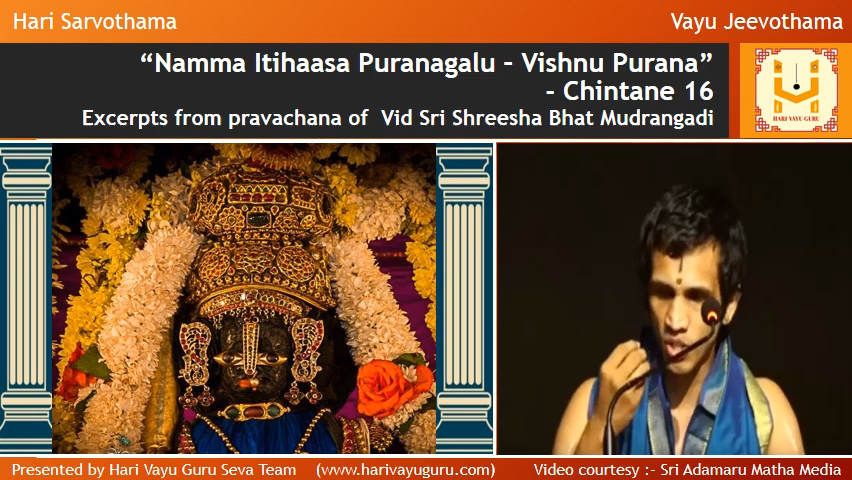 Hari Sarvothama
Vayu Jeevothama
“Namma Itihaasa Puranagalu – Vishnu Purana”
- Chintane 16
Excerpts from pravachana of Vid Sri Shreesha Bhat Mudrangadi
HARI VAYU GURU
Presented by Hari Vayu Guru Seva Team (www.harivayuguru.com)
Video courtesy :- Sri Adamaru Matha Media